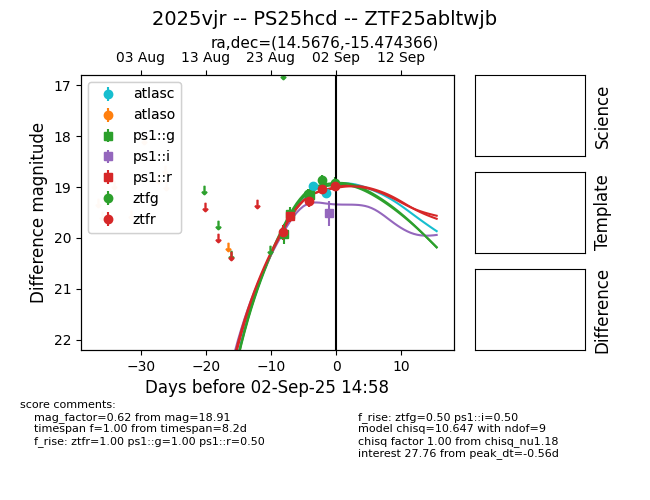 2025vjr -- PS25hcd -- ZTF25abltwjb
ra,dec=(14.5676,-15.474366)
03 Aug 13 Aug 23 Aug 02 Sep 12 Sep
17
18
19
20
21
22
Difference magnitude
atlasc
atlaso
ps1::g
ps1::i
ps1::r
ztfg
ztfr
−30 −20 −10 0 10
Days before 02-Sep-25 14:58
Science
Template
Difference
score comments:
mag_factor=0.62 from mag=18.91
timespan f=1.00 from timespan=8.2d
f_rise: ztfr=1.00 ps1::g=1.00 ps1::r=0.50
f_rise: ztfg=0.50 ps1::i=0.50
model chisq=10.647 with ndof=9
chisq factor 1.00 from chisq_nu1.18
interest 27.76 from peak_dt=-0.56d